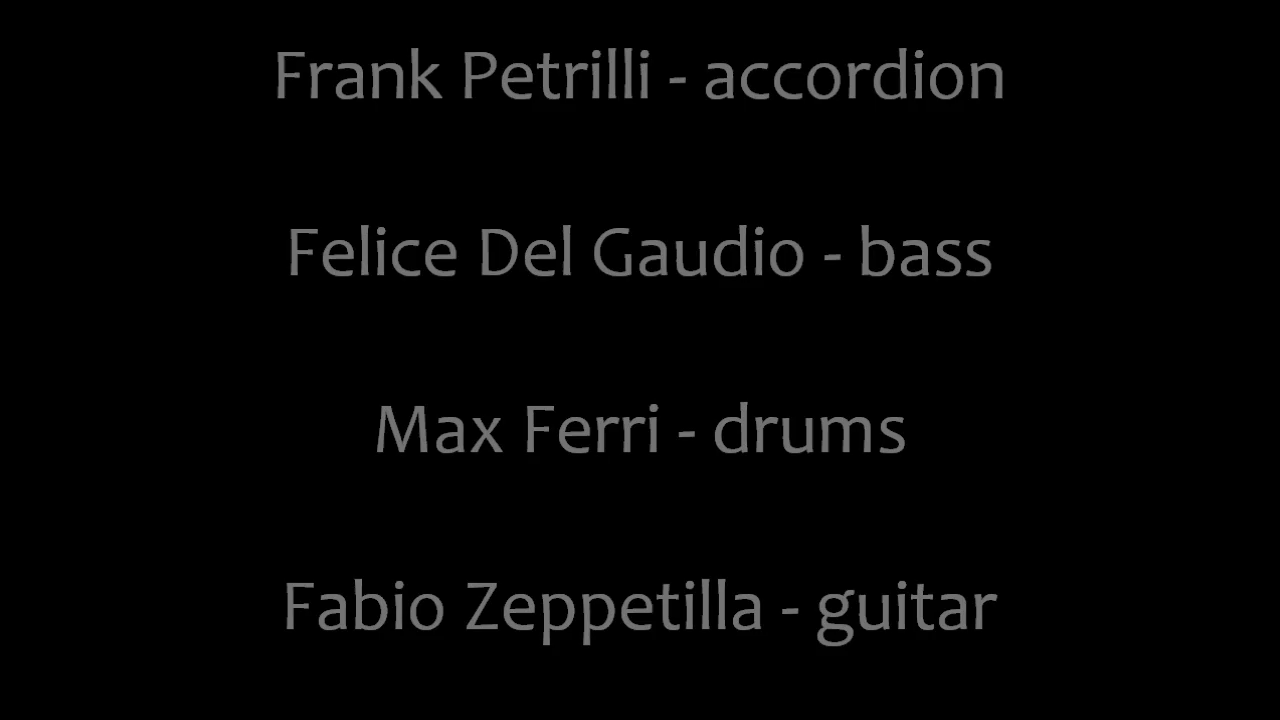 Frank Petrilli - accordion
Felice Del Gaudio - bass
Max Ferri - drums
Fabio Zeppetilla - guitar